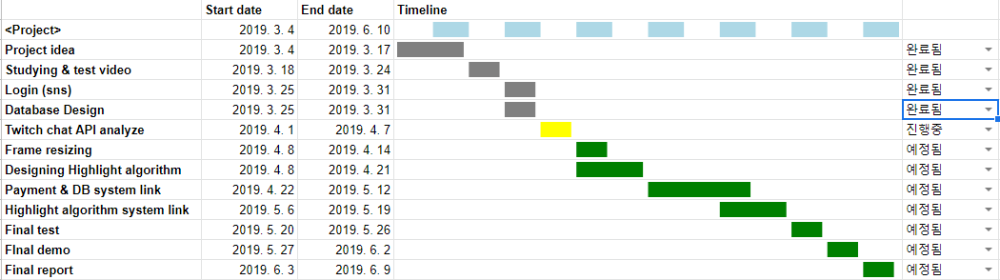 Start date End date Timeline
<Project> 2019. 3. 4 2019. 6. 10
Project idea 2019. 3. 4 2019. 3. 17 완료됨
Studying & test video 2019. 3. 18 2019. 3. 24 완료됨
Login (sns) 2019. 3. 25 2019. 3. 31 완료됨
Database Design 2019. 3. 25 2019. 3. 31 완료됨
Twitch chat API analyze 2019. 4. 1 2019. 4. 7 진행중
Frame resizing 2019. 4. 8 2019. 4. 14 예정됨
Designing Highlight algorithm 2019. 4. 8 2019. 4. 21 예정됨
Payment & DB system link 2019. 4. 22 2019. 5. 12 예정됨
Highlight algorithm system link 2019. 5. 6 2019. 5. 19 예정됨
Final test 2019. 5. 20 2019. 5. 26 예정됨
FInal demo 2019. 5. 27 2019. 6. 2 예정됨
Final report 2019. 6. 3 2019. 6. 9 예정됨